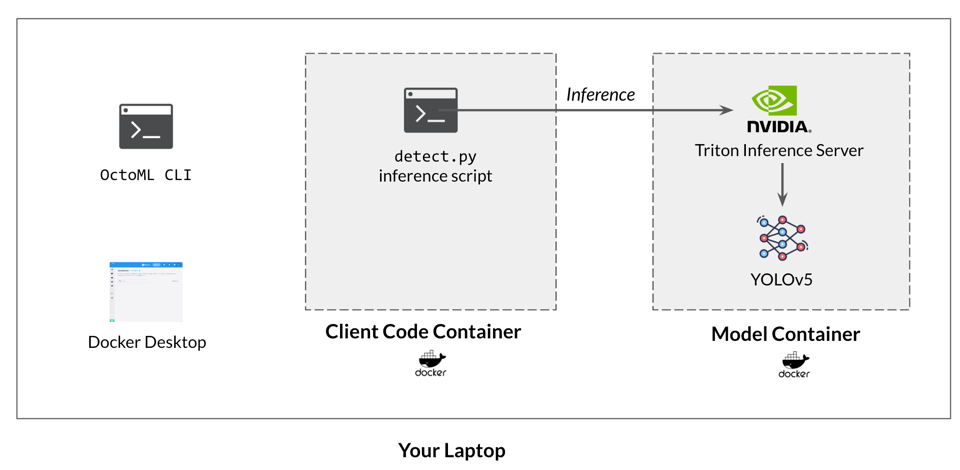 Inference
NVIDIA.
Triton Inference Server
detect.py
inference script
OctoML CLI
YOLOv5
Docker Desktop
Client Code Container
docker
Model Container
docker
Your Laptop